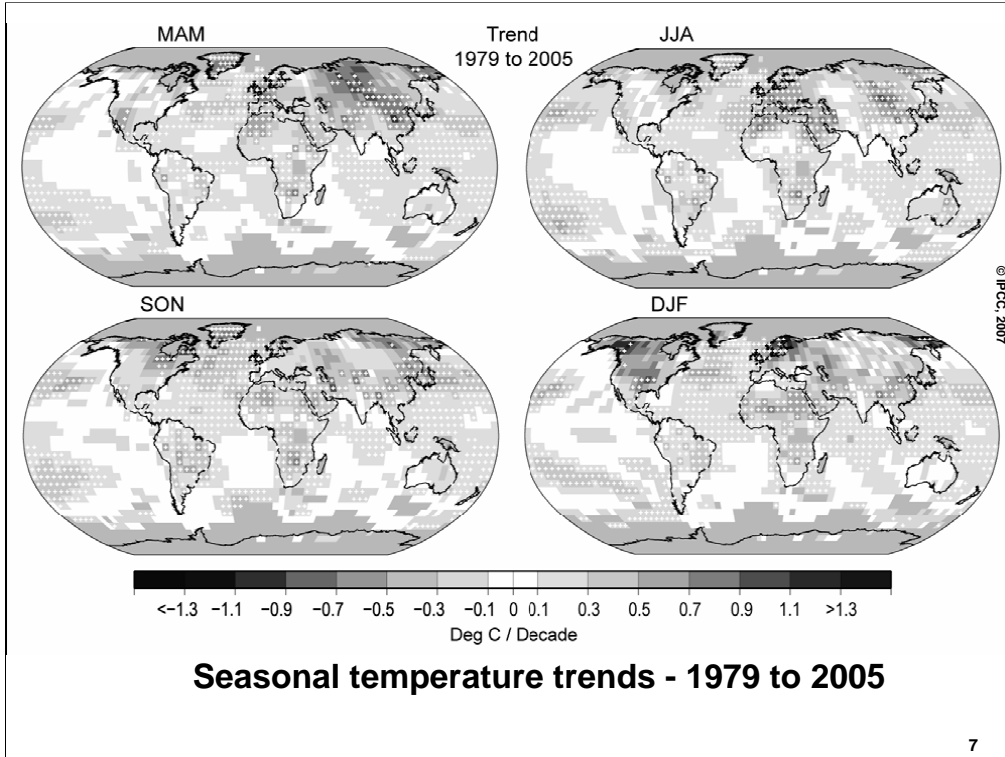 MAM
Trend
1979 to 2005
JJA
SON
DJF
© IPCC, 2007
<−1.3 −1.1 −0.9 −0.7 −0.5 −0.3 −0.1 0 0.1 0.3 0.5 0.7 0.9 1.1 >1.3
Deg C / Decade
Seasonal temperature trends - 1979 to 2005
7